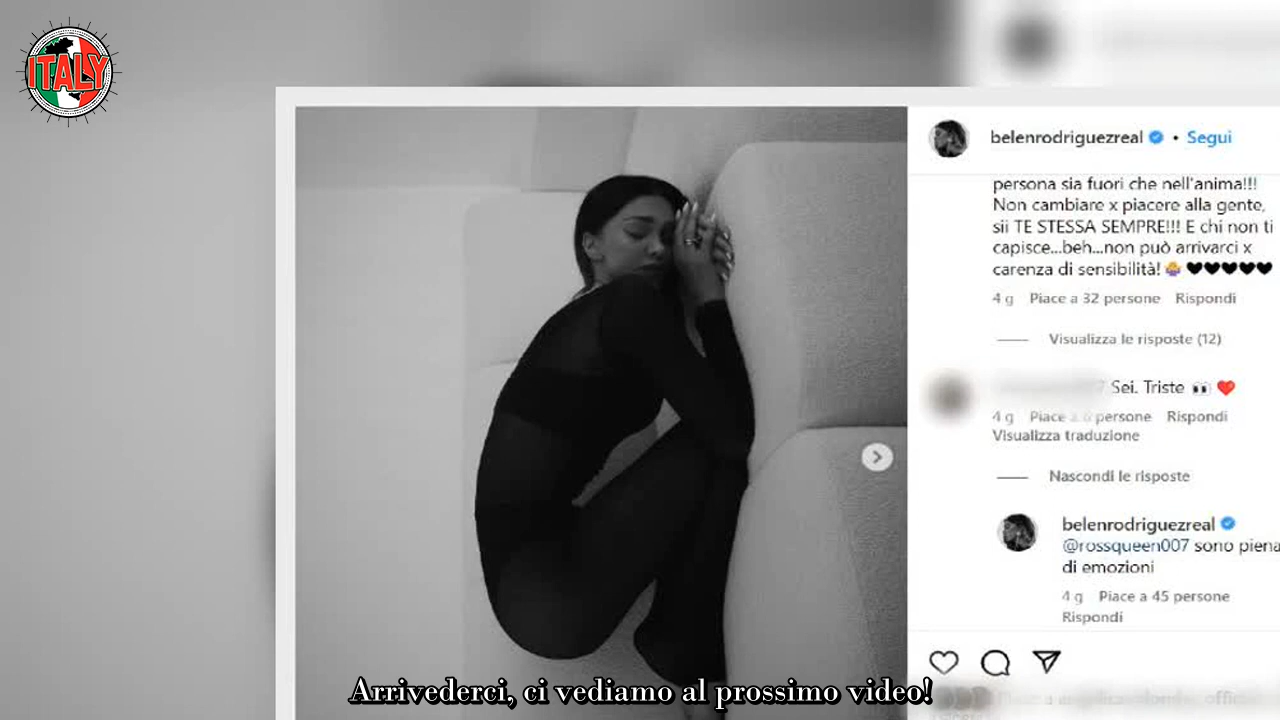 ITALY
belenrodriguezreal • Segui
persona sia fuori che nell'anima!!!
Non cambiare x piacere alla gente,
sii TE STESSA SEMPRE!!! E chi non ti
capisce...beh...non può arrivarci x
carenza di sensibilità! 🤷‍♀️ 🖤🖤🖤🖤🖤
4 g Piace a 32 persone Rispondi
Visualizza le risposte (12)
Sei. Triste 👀 ❤️
4 g Piace a 6 persone Rispondi
Visualizza traduzione
Nascondi le risposte
belenrodriguezreal
@rossqueen007 sono piena
di emozioni
4 g Piace a 45 persone
Rispondi
Arrivederci, ci vediamo al prossimo video!